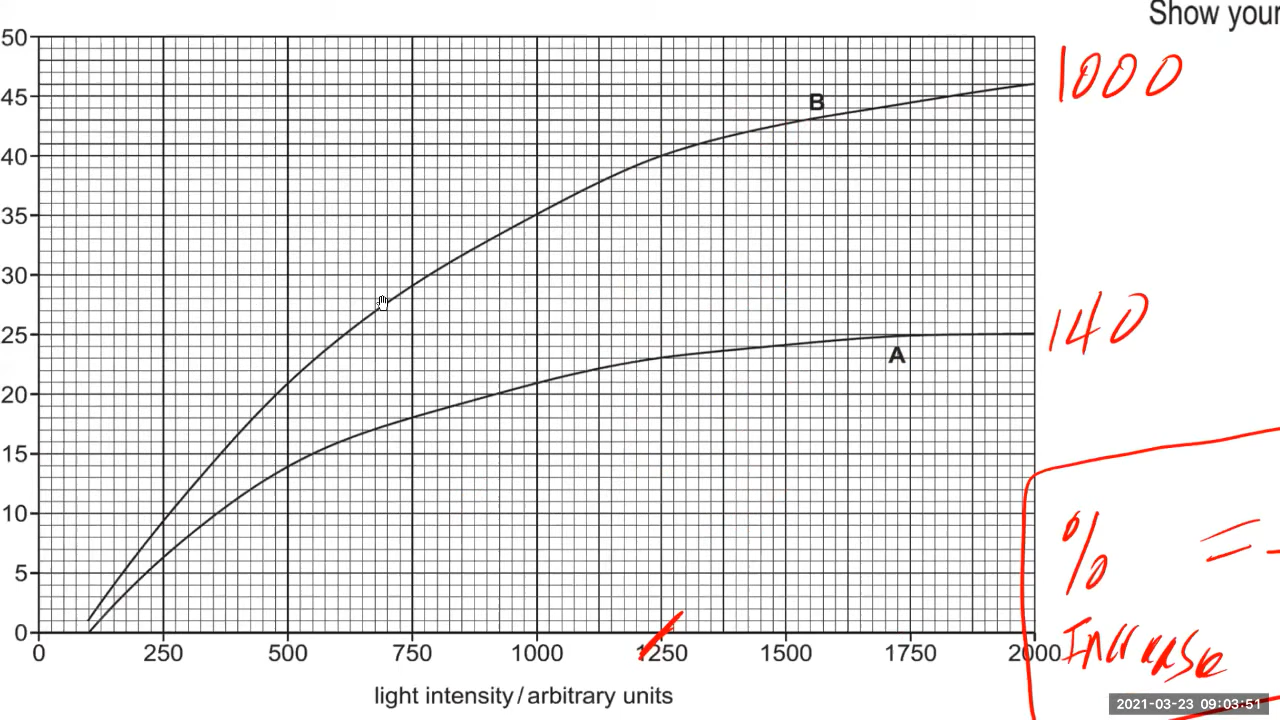 Show your
50
1000
45
B
40
35
30
140
25
A
20
15
10
%
=
5
0
0 250 500 750 1000 1250 1500 1750 2000
Increase
light intensity / arbitrary units
2021-03-23 09:03:51